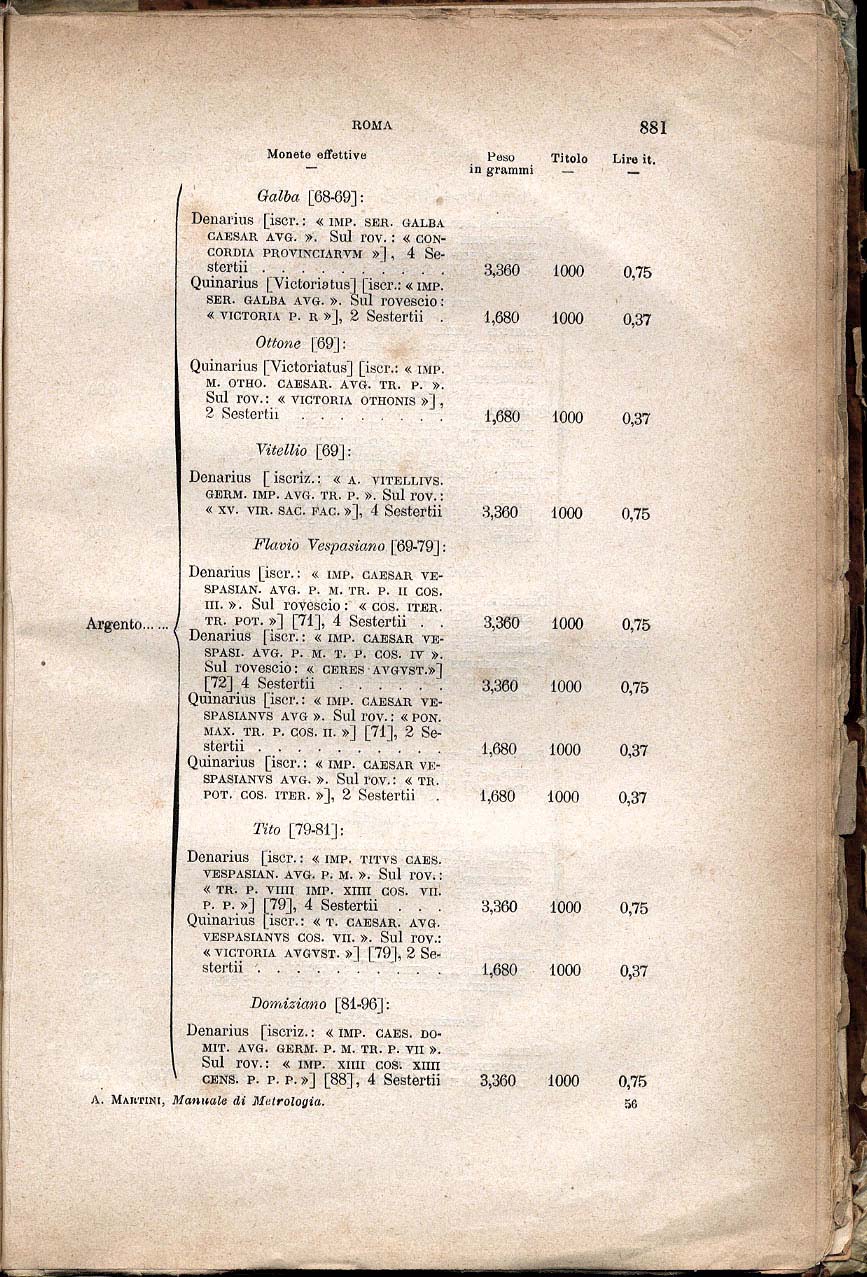 ROMA 881
Monete effettive Peso in grammi Titolo Lire it.
Galba [68-69]:
Denarius [iscr.: « IMP. SER. GALBA
CAESAR AVG. ». Sul rov.: « CON-
CORDIA PROVINCIARVM »], 4 Se-
stertii . . . . . . . . . . 3,360 1000 0,75
Quinarius [Victoriatus] [iscr.: « IMP.
SER. GALBA AVG. ». Sul rovescio:
« VICTORIA P. R »], 2 Sestertii . 1,680 1000 0,37
Ottone [69]:
Quinarius [Victoriatus] [iscr.: « IMP.
M. OTHO. CAESAR. AVG. TR. P. ».
Sul rov.: « VICTORIA OTHONIS »],
2 Sestertii . . . . . . . . 1,680 1000 0,37
Vitellio [69]:
Denarius [iscriz.: « A. VITELLIVS.
GERM. IMP. AVG. TR. P. ». Sul rov.:
« XV. VIR. SAC. FAC. »], 4 Sestertii 3,360 1000 0,75
Flavio Vespasiano [69-79]:
Denarius [iscr.: « IMP. CAESAR VE-
SPASIAN. AVG. P. M. TR. P. II COS.
III. ». Sul rovescio: « COS. ITER.
Argento...... TR. POT. »] [71], 4 Sestertii . . 3,360 1000 0,75
Denarius [iscr.: « IMP. CAESAR VE-
SPASI. AVG. P. M. T. P. COS. IV ».
Sul rovescio: « CERES AVGVST.»]
[72] 4 Sestertii . . . . . . 3,360 1000 0,75
Quinarius [iscr.: « IMP. CAESAR VE-
SPASIANVS AVG ». Sul rov.: « PON.
MAX. TR. P. COS. II. »] [71], 2 Se-
stertii . . . . . . . . . . 1,680 1000 0,37
Quinarius [iscr.: « IMP. CAESAR VE-
SPASIANVS AVG. ». Sul rov.: « TR.
POT. COS. ITER. »], 2 Sestertii . 1,680 1000 0,37
Tito [79-81]:
Denarius [iscr.: « IMP. TITVS CAES.
VESPASIAN. AVG. P. M. ». Sul rov.:
« TR. P. VIIII IMP. XIIII COS. VII.
P. P. »] [79], 4 Sestertii . . . 3,360 1000 0,75
Quinarius [iscr.: « T. CAESAR. AVG.
VESPASIANVS COS. VII. ». Sul rov.:
« VICTORIA AVGVST. »] [79], 2 Se-
stertii . . . . . . . . . . 1,680 1000 0,37
Domiziano [81-96]:
Denarius [iscriz.: « IMP. CAES. DO-
MIT. AVG. GERM. P. M. TR. P. VII ».
Sul rov.: « IMP. XIIII COS. XIIII
CENS. P. P. P. »] [88], 4 Sestertii 3,360 1000 0,75
A. MARTINI, Manuale di Metrologia. 56